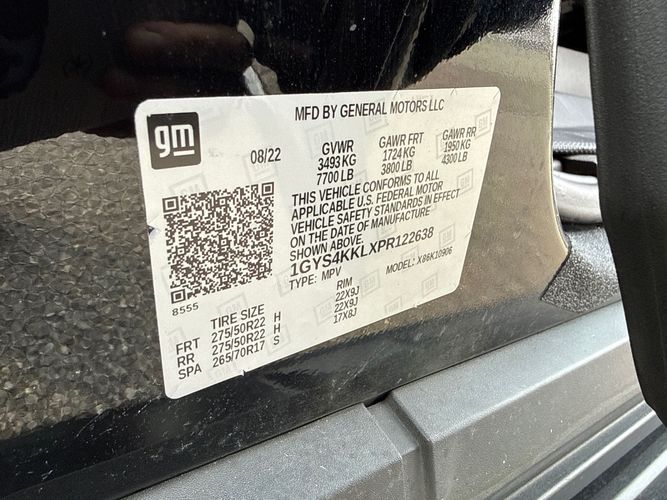 gm
MFD BY GENERAL MOTORS LLC
08/22
GVWR GAWR FRT GAWR RR
3493 KG 1724 KG 1950 KG
7700 LB 3800 LB 4300 LB
THIS VEHICLE CONFORMS TO ALL
APPLICABLE U.S. FEDERAL MOTOR
VEHICLE SAFETY STANDARDS IN EFFECT
ON THE DATE OF MANUFACTURE
SHOWN ABOVE.
1GYS4KKLXPR122638
TYPE: MPV MODEL: X86K10906
8555
TIRE SIZE RIM
FRT 275/50R22 H 22X9J
RR 275/50R22 H 22X9J
SPA 265/70R17 S 17X8J